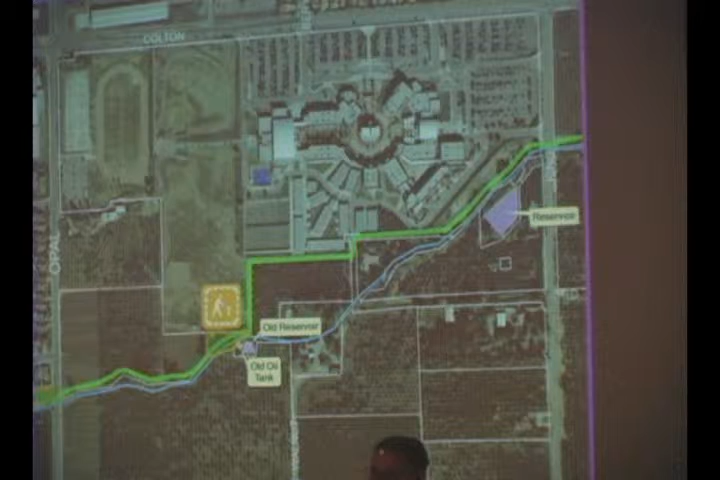 COLTON
OPAL
Reservoir
Old Reservoir
Old Oil
Tank